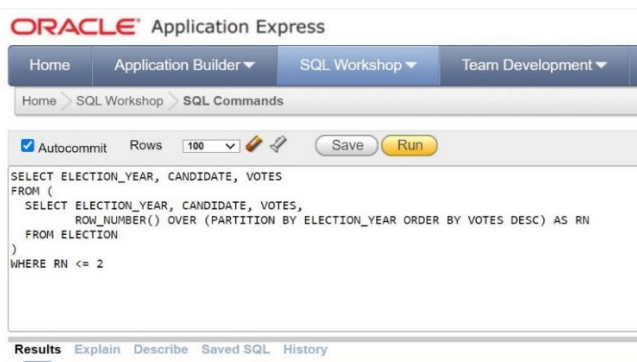 ORACLE Application Express
Home Application Builder SQL Workshop Team Development
Home SQL Workshop SQL Commands
Autocommit Rows 100 Save Run
SELECT ELECTION_YEAR, CANDIDATE, VOTES
FROM (
SELECT ELECTION_YEAR, CANDIDATE, VOTES,
ROW_NUMBER() OVER (PARTITION BY ELECTION_YEAR ORDER BY VOTES DESC) AS RN
FROM ELECTION
)
WHERE RN <= 2
Results Explain Describe Saved SQL History